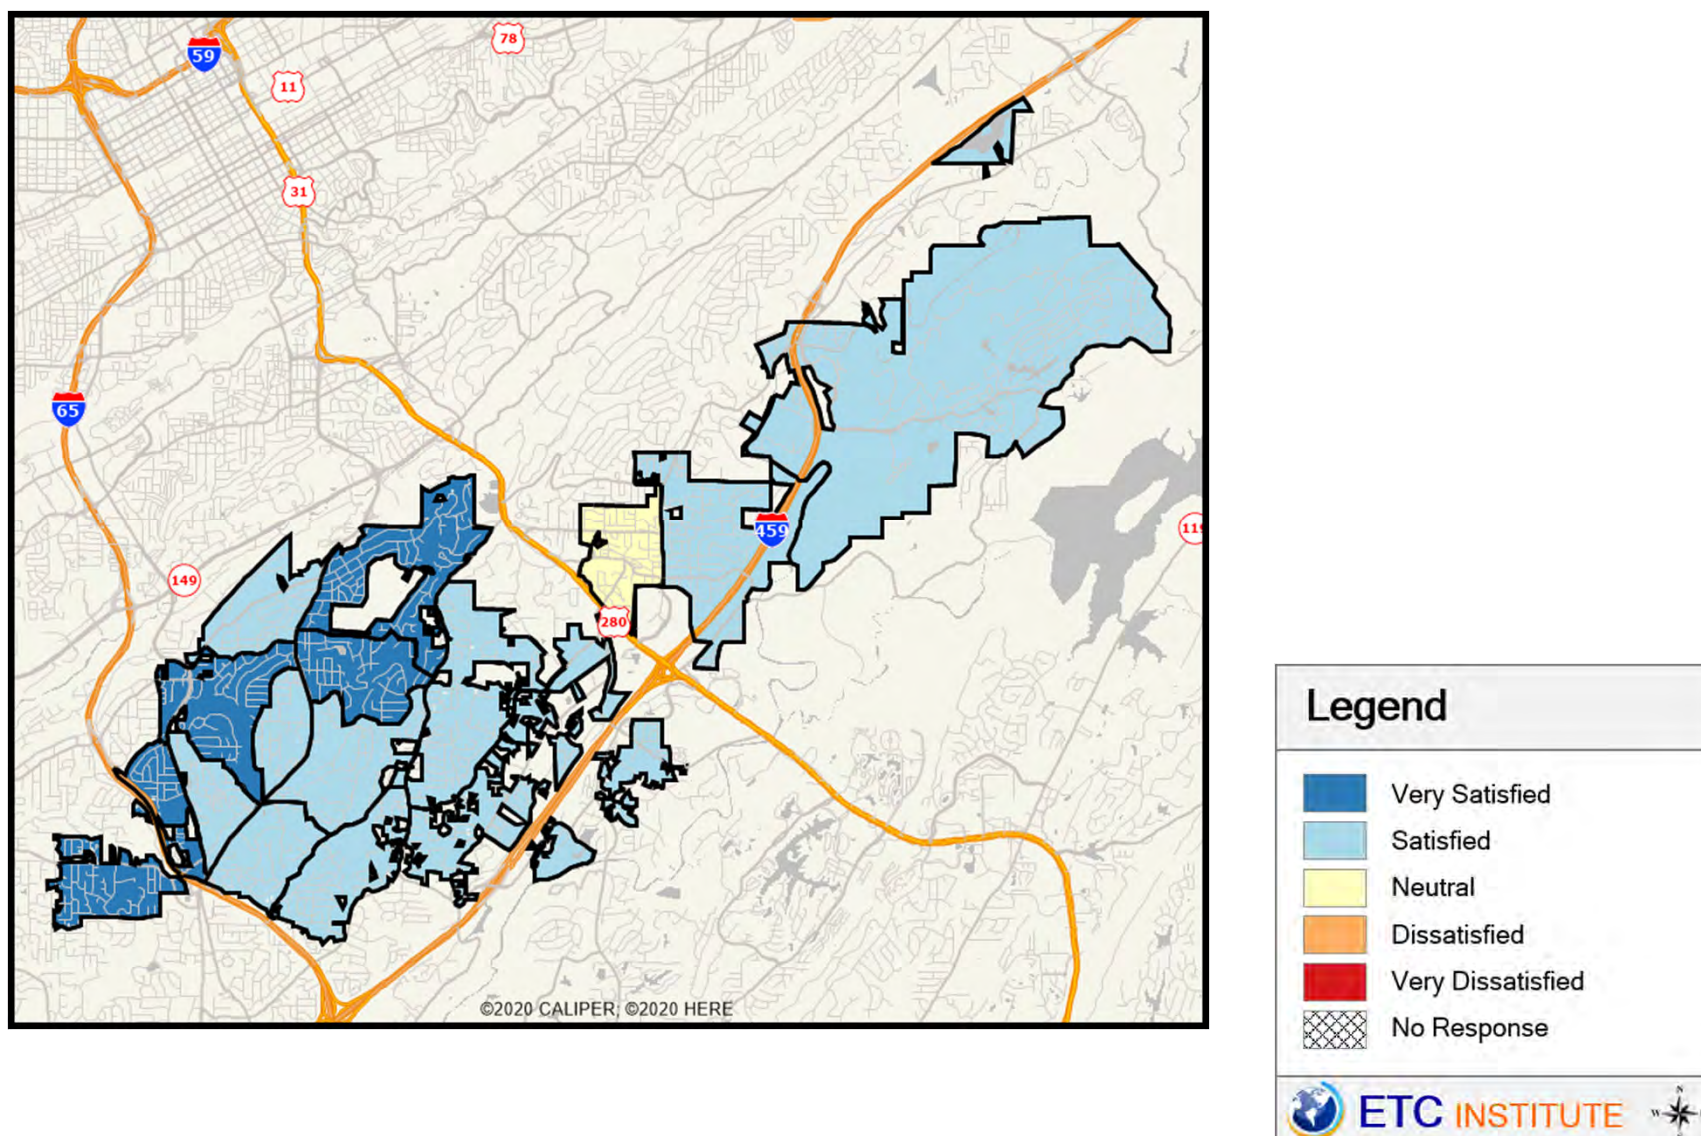 59
78
11
31
65
149
459
119
280
©2020 CALIPER; ©2020 HERE
Legend
Very Satisfied
Satisfied
Neutral
Dissatisfied
Very Dissatisfied
No Response
ETC INSTITUTE
N
W